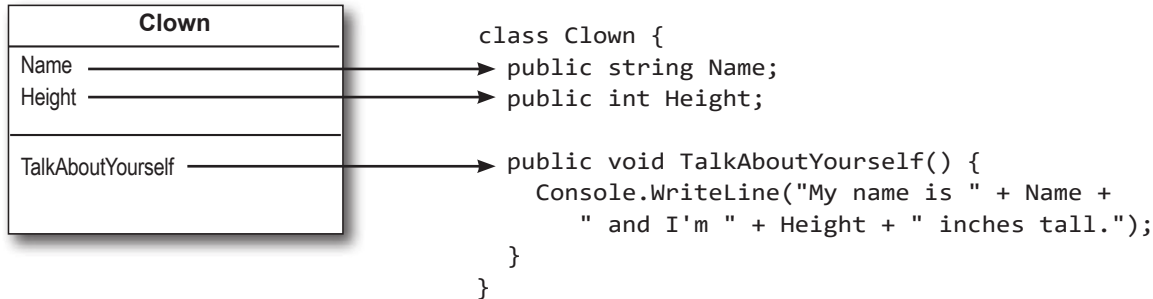 Clown
Name
Height
TalkAboutYourself
class Clown {
public string Name;
public int Height;
public void TalkAboutYourself() {
Console.WriteLine("My name is " + Name +
" and I'm " + Height + " inches tall.");
}
}